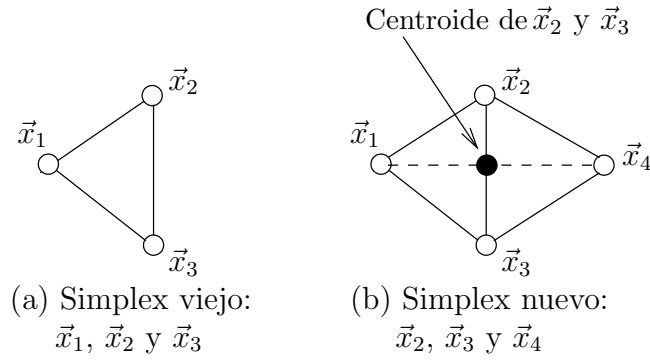 Centroide de x⃗₂ y x⃗₃
x⃗₂
x⃗₁
x⃗₃
(a) Simplex viejo:
x⃗₁, x⃗₂ y x⃗₃
x⃗₂
x⃗₁
x⃗₄
x⃗₃
(b) Simplex nuevo:
x⃗₂, x⃗₃ y x⃗₄